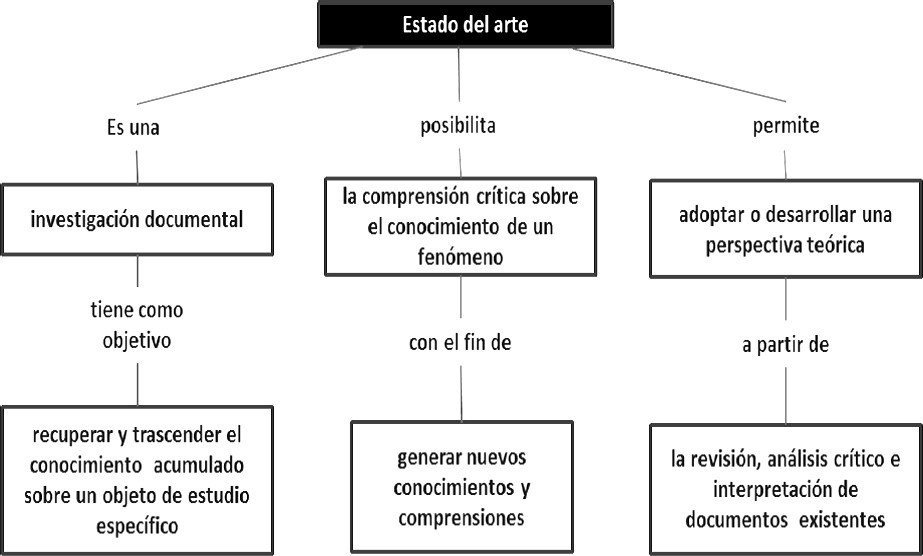 Estado del arte
Es una
posibilita
permite
investigación documental
la comprensión crítica sobre
el conocimiento de un
fenómeno
adoptar o desarrollar una
perspectiva teórica
tiene como
objetivo
con el fin de
a partir de
recuperar y trascender el
conocimiento acumulado
sobre un objeto de estudio
específico
generar nuevos
conocimientos y
comprensiones
la revisión, análisis crítico e
interpretación de
documentos existentes